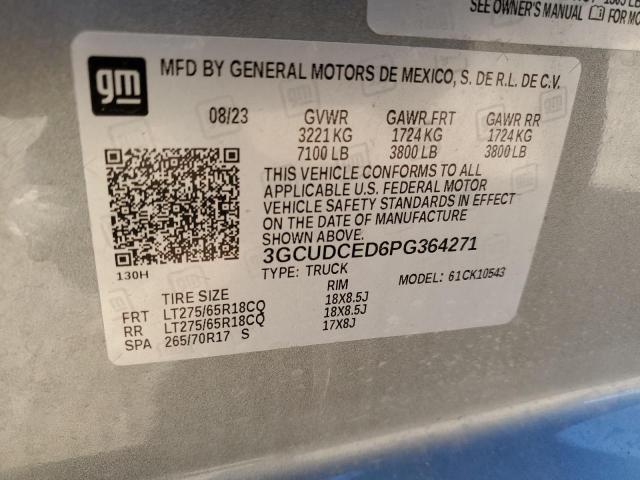 SEE OWNER'S MANUAL FOR MO
gm
MFD BY GENERAL MOTORS DE MEXICO, S. DE R.L. DE C.V.
08/23 GVWR GAWR FRT GAWR RR
3221 KG 1724 KG 1724 KG
7100 LB 3800 LB 3800 LB
THIS VEHICLE CONFORMS TO ALL
APPLICABLE U.S. FEDERAL MOTOR
VEHICLE SAFETY STANDARDS IN EFFECT
ON THE DATE OF MANUFACTURE
SHOWN ABOVE.
3GCUDCED6PG364271
130H
TYPE: TRUCK MODEL: 61CK10543
TIRE SIZE RIM
FRT LT275/65R18CQ 18X8.5J
RR LT275/65R18CQ 18X8.5J
SPA 265/70R17 S 17X8J